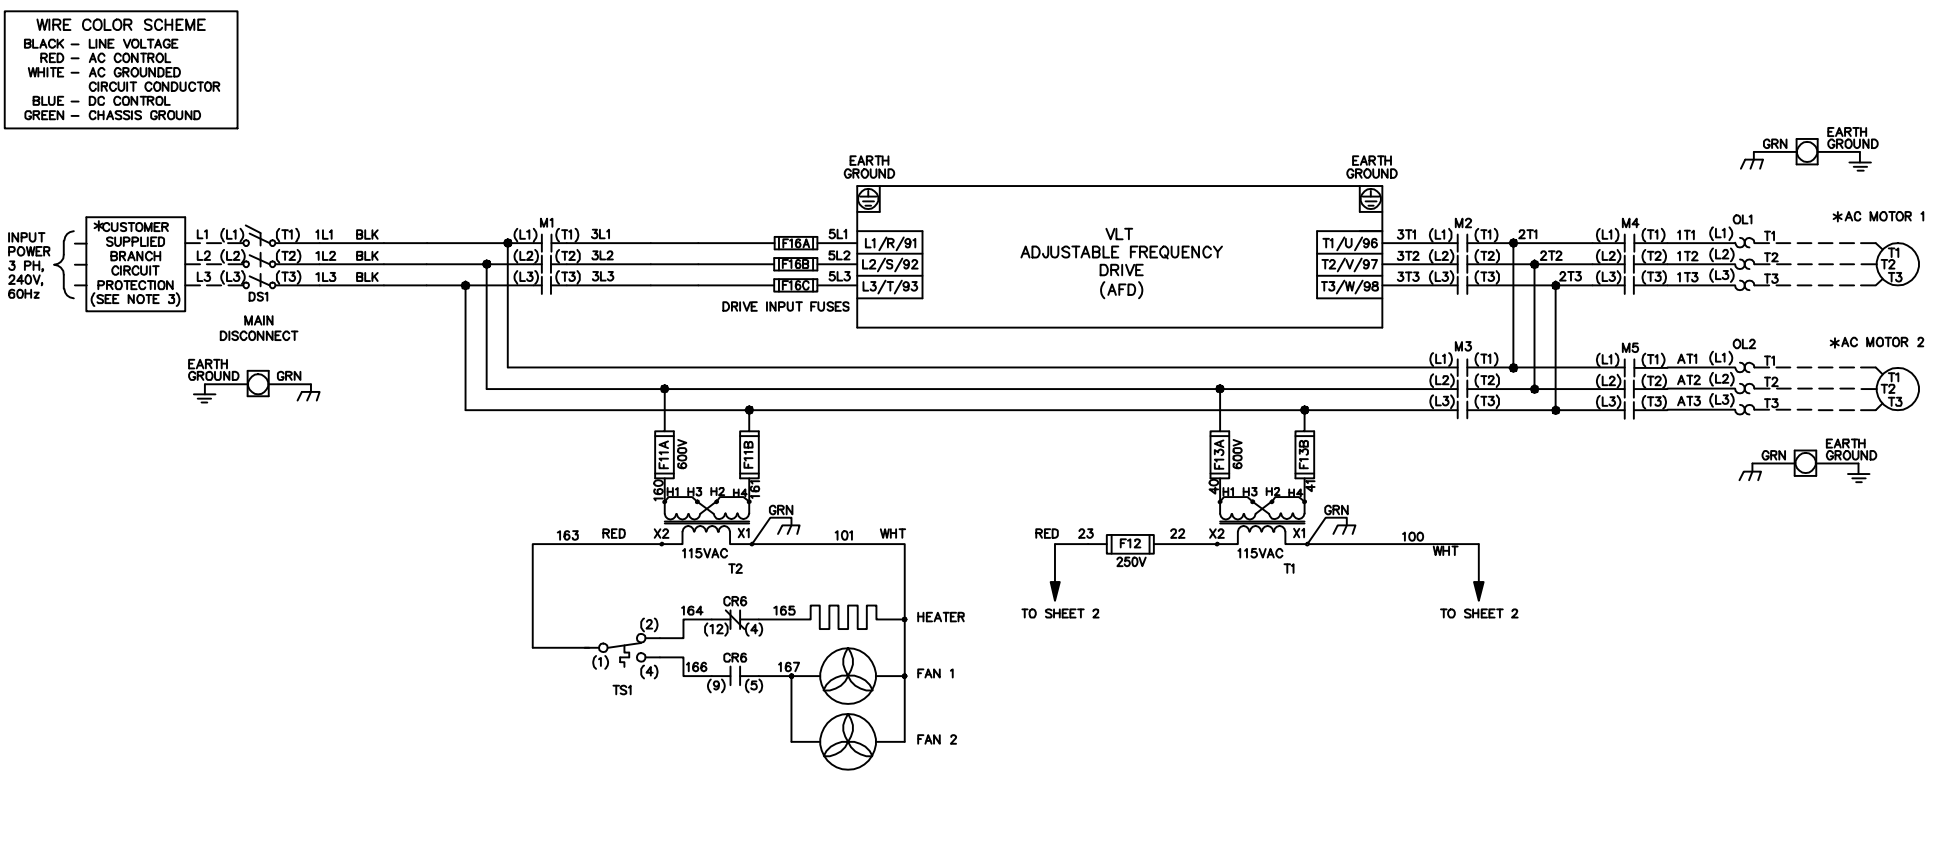 WIRE COLOR SCHEME
BLACK – LINE VOLTAGE
RED – AC CONTROL
WHITE – AC GROUNDED
CIRCUIT CONDUCTOR
BLUE – DC CONTROL
GREEN – CHASSIS GROUND
INPUT
POWER
3 PH,
240V,
60Hz
*CUSTOMER
SUPPLIED
BRANCH
CIRCUIT
PROTECTION
(SEE NOTE 3)
L1 (L1) (T1) 1L1 BLK
L2 (L2) (T2) 1L2 BLK
L3 (L3) (T3) 1L3 BLK
DS1
MAIN
DISCONNECT
EARTH
GROUND GRN
M1
(L1) (T1) 3L1 F16A 5L1
(L2) (T2) 3L2 F16B 5L2
(L3) (T3) 3L3 F16C 5L3
DRIVE INPUT FUSES
EARTH
GROUND
L1/R/91
L2/S/92
L3/T/93
VLT
ADJUSTABLE FREQUENCY
DRIVE
(AFD)
EARTH
GROUND
T1/U/96
T2/V/97
T3/W/98
M2
3T1 (L1) (T1) 2T1
3T2 (L2) (T2) 2T2
3T3 (L3) (T3) 2T3
M4 OL1
(L1) (T1) 1T1 (L1) T1
(L2) (T2) 1T2 (L2) T2
(L3) (T3) 1T3 (L3) T3
GRN EARTH
GROUND
*AC MOTOR 1
T1
T2
T3
M3
(L1) (T1)
(L2) (T2)
(L3) (T3)
M5 OL2
(L1) (T1) AT1 (L1) T1
(L2) (T2) AT2 (L2) T2
(L3) (T3) AT3 (L3) T3
*AC MOTOR 2
T1
T2
T3
GRN EARTH
GROUND
F11A
600V
F11B
160
161
H1 H3 H2 H4
GRN
163 RED X2 X1 101 WHT
115VAC
T2
CR6
164 165
(12) (4)
HEATER
(2)
(1)
(4)
TS1
CR6
166 167
(9) (5)
FAN 1
FAN 2
F13A
600V
F13B
40
41
H1 H3 H2 H4
GRN
RED 23 F12 22 X2 X1 100
WHT
250V
115VAC
T1
TO SHEET 2
TO SHEET 2